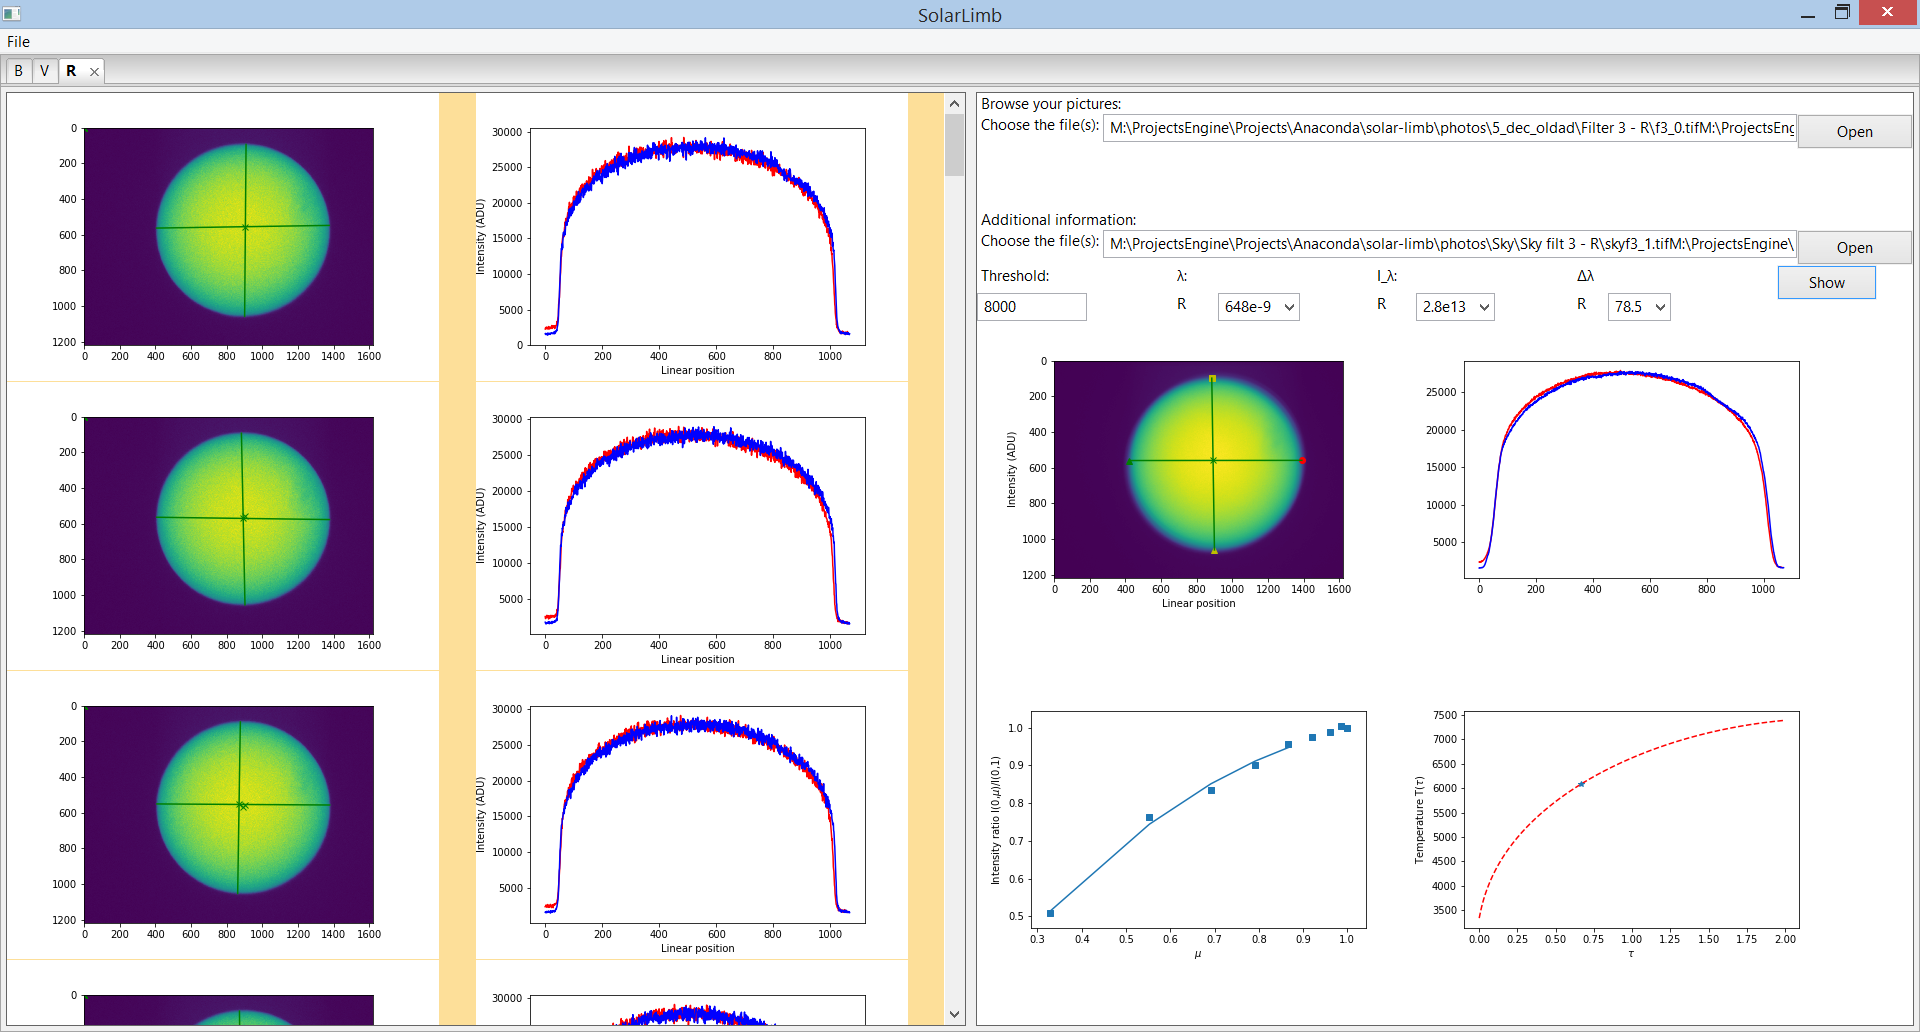 SolarLimb
File
B V R
0
200
400
600
800
1000
1200
0 200 400 600 800 1000 1200 1400 1600
Intensity (ADU)
30000
25000
20000
15000
10000
5000
0
0 200 400 600 800 1000
Linear position
0
200
400
600
800
1000
1200
0 200 400 600 800 1000 1200 1400 1600
Intensity (ADU)
30000
25000
20000
15000
10000
5000
0 200 400 600 800 1000
Linear position
0
200
400
600
800
1000
1200
0 200 400 600 800 1000 1200 1400 1600
Intensity (ADU)
30000
25000
20000
15000
10000
5000
0 200 400 600 800 1000
Linear position
0
30000
Browse your pictures:
Choose the file(s): M:\ProjectsEngine\Projects\Anaconda\solar-limb\photos\5_dec_oldad\Filter 3 - R\f3_0.tifM:\ProjectsEng Open
Additional information:
Choose the file(s): M:\ProjectsEngine\Projects\Anaconda\solar-limb\photos\Sky\Sky filt 3 - R\skyf3_1.tifM:\ProjectsEngine\ Open
Threshold: λ: I_λ: Δλ Show
8000 R 648e-9 R 2.8e13 R 78.5
Intensity (ADU)
0
200
400
600
800
1000
1200
0 200 400 600 800 1000 1200 1400 1600
Linear position
25000
20000
15000
10000
5000
0 200 400 600 800 1000
Intensity ratio I(0,μ)/I(0,1)
1.0
0.9
0.8
0.7
0.6
0.5
0.3 0.4 0.5 0.6 0.7 0.8 0.9 1.0
μ
Temperature T(τ)
7500
7000
6500
6000
5500
5000
4500
4000
3500
0.00 0.25 0.50 0.75 1.00 1.25 1.50 1.75 2.00
τ